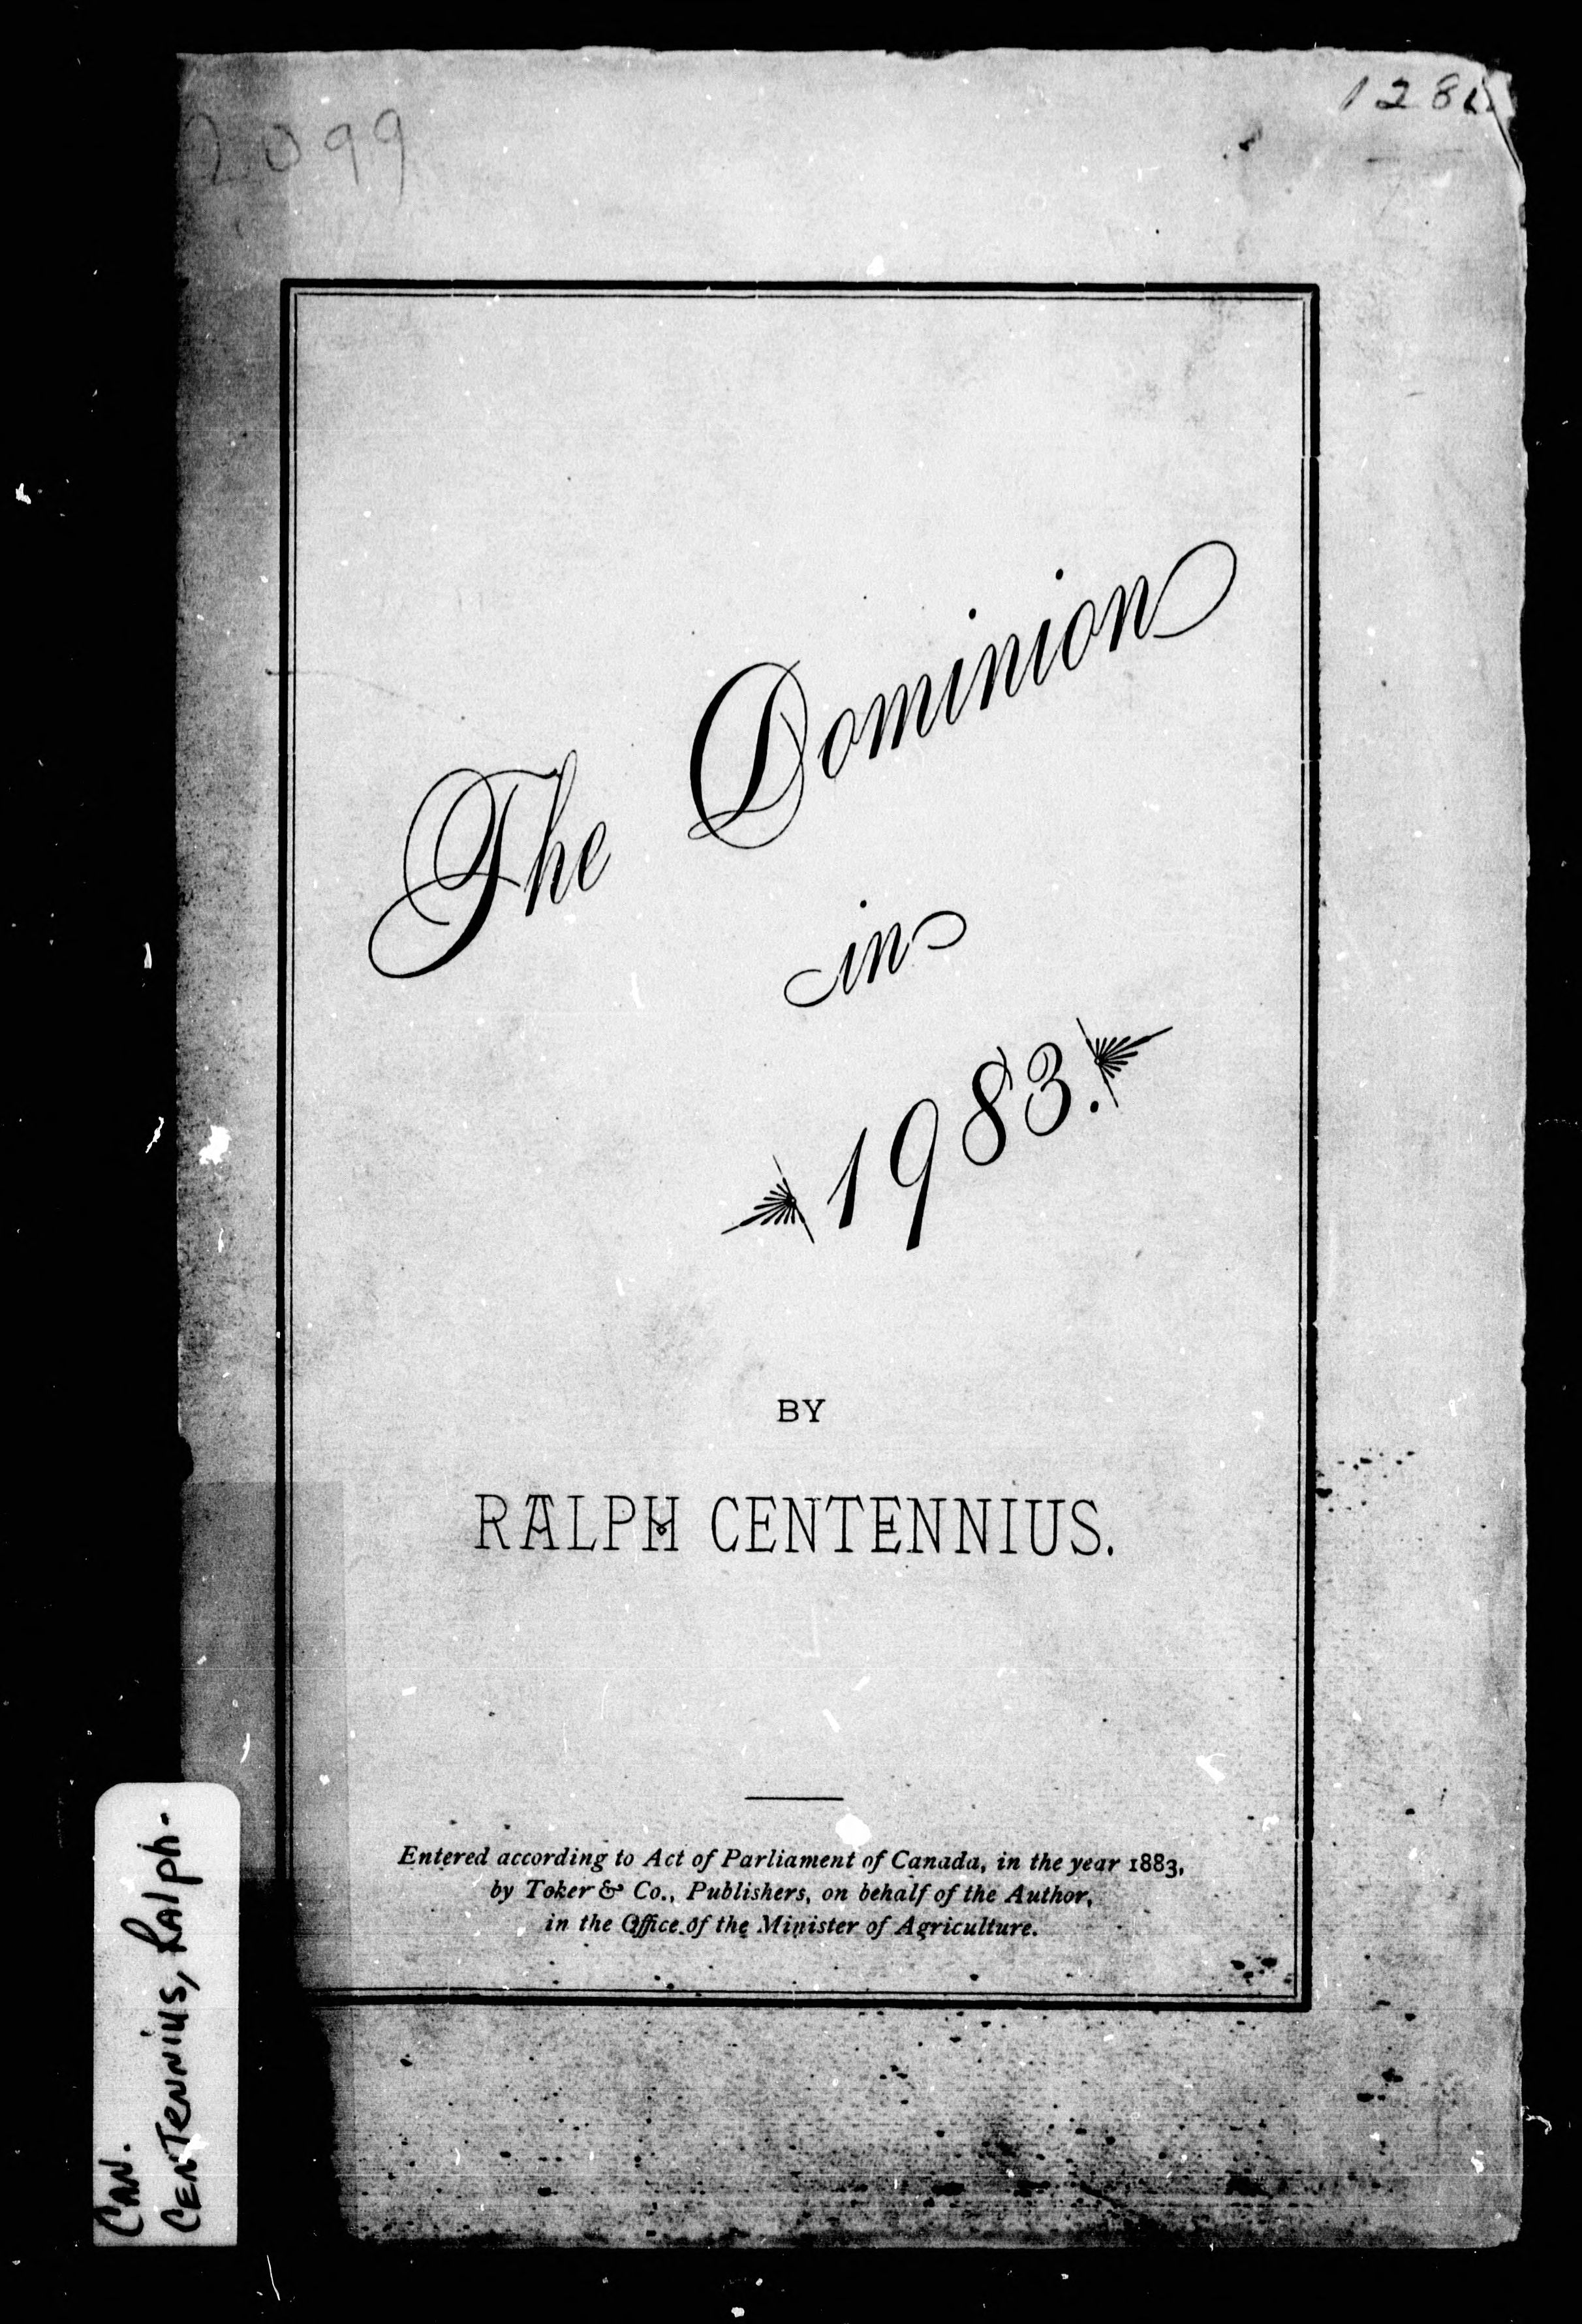 2099
The Dominion
in
1983.
BY
RALPH CENTENNIUS.
Entered according to Act of Parliament of Canada, in the year 1883,
by Toker & Co., Publishers, on behalf of the Author,
in the Office of the Minister of Agriculture.
CAN.
CENTENNIUS, RALPH-